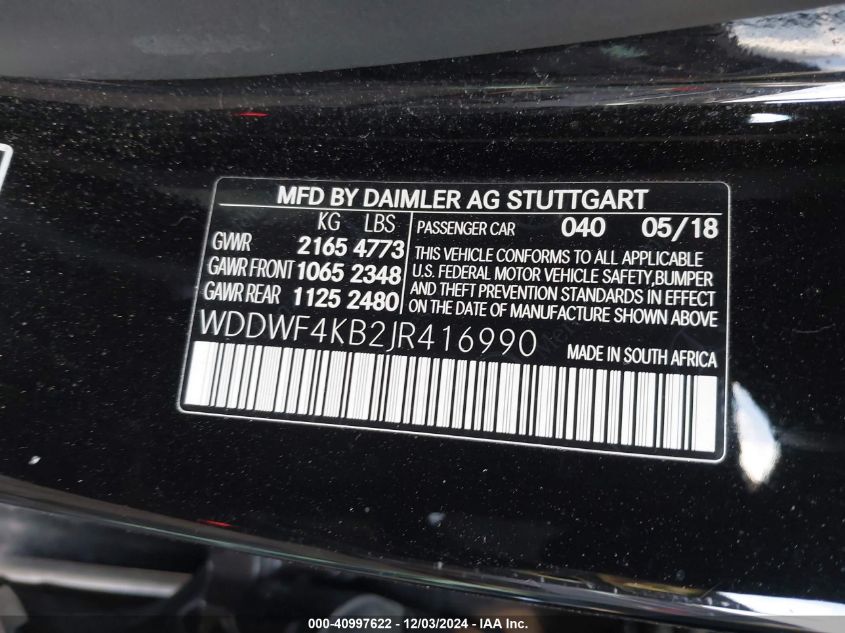 MFD BY DAIMLER AG STUTTGART
KG LBS
GVWR 2165 4773
GAWR FRONT 1065 2348
GAWR REAR 1125 2480
PASSENGER CAR 040 05/18
THIS VEHICLE CONFORMS TO ALL APPLICABLE
U.S. FEDERAL MOTOR VEHICLE SAFETY,BUMPER
AND THEFT PREVENTION STANDARDS IN EFFECT
ON THE DATE OF MANUFACTURE SHOWN ABOVE.
WDDWF4KB2JR416990
MADE IN SOUTH AFRICA
000-40997622 - 12/03/2024 - IAA Inc.